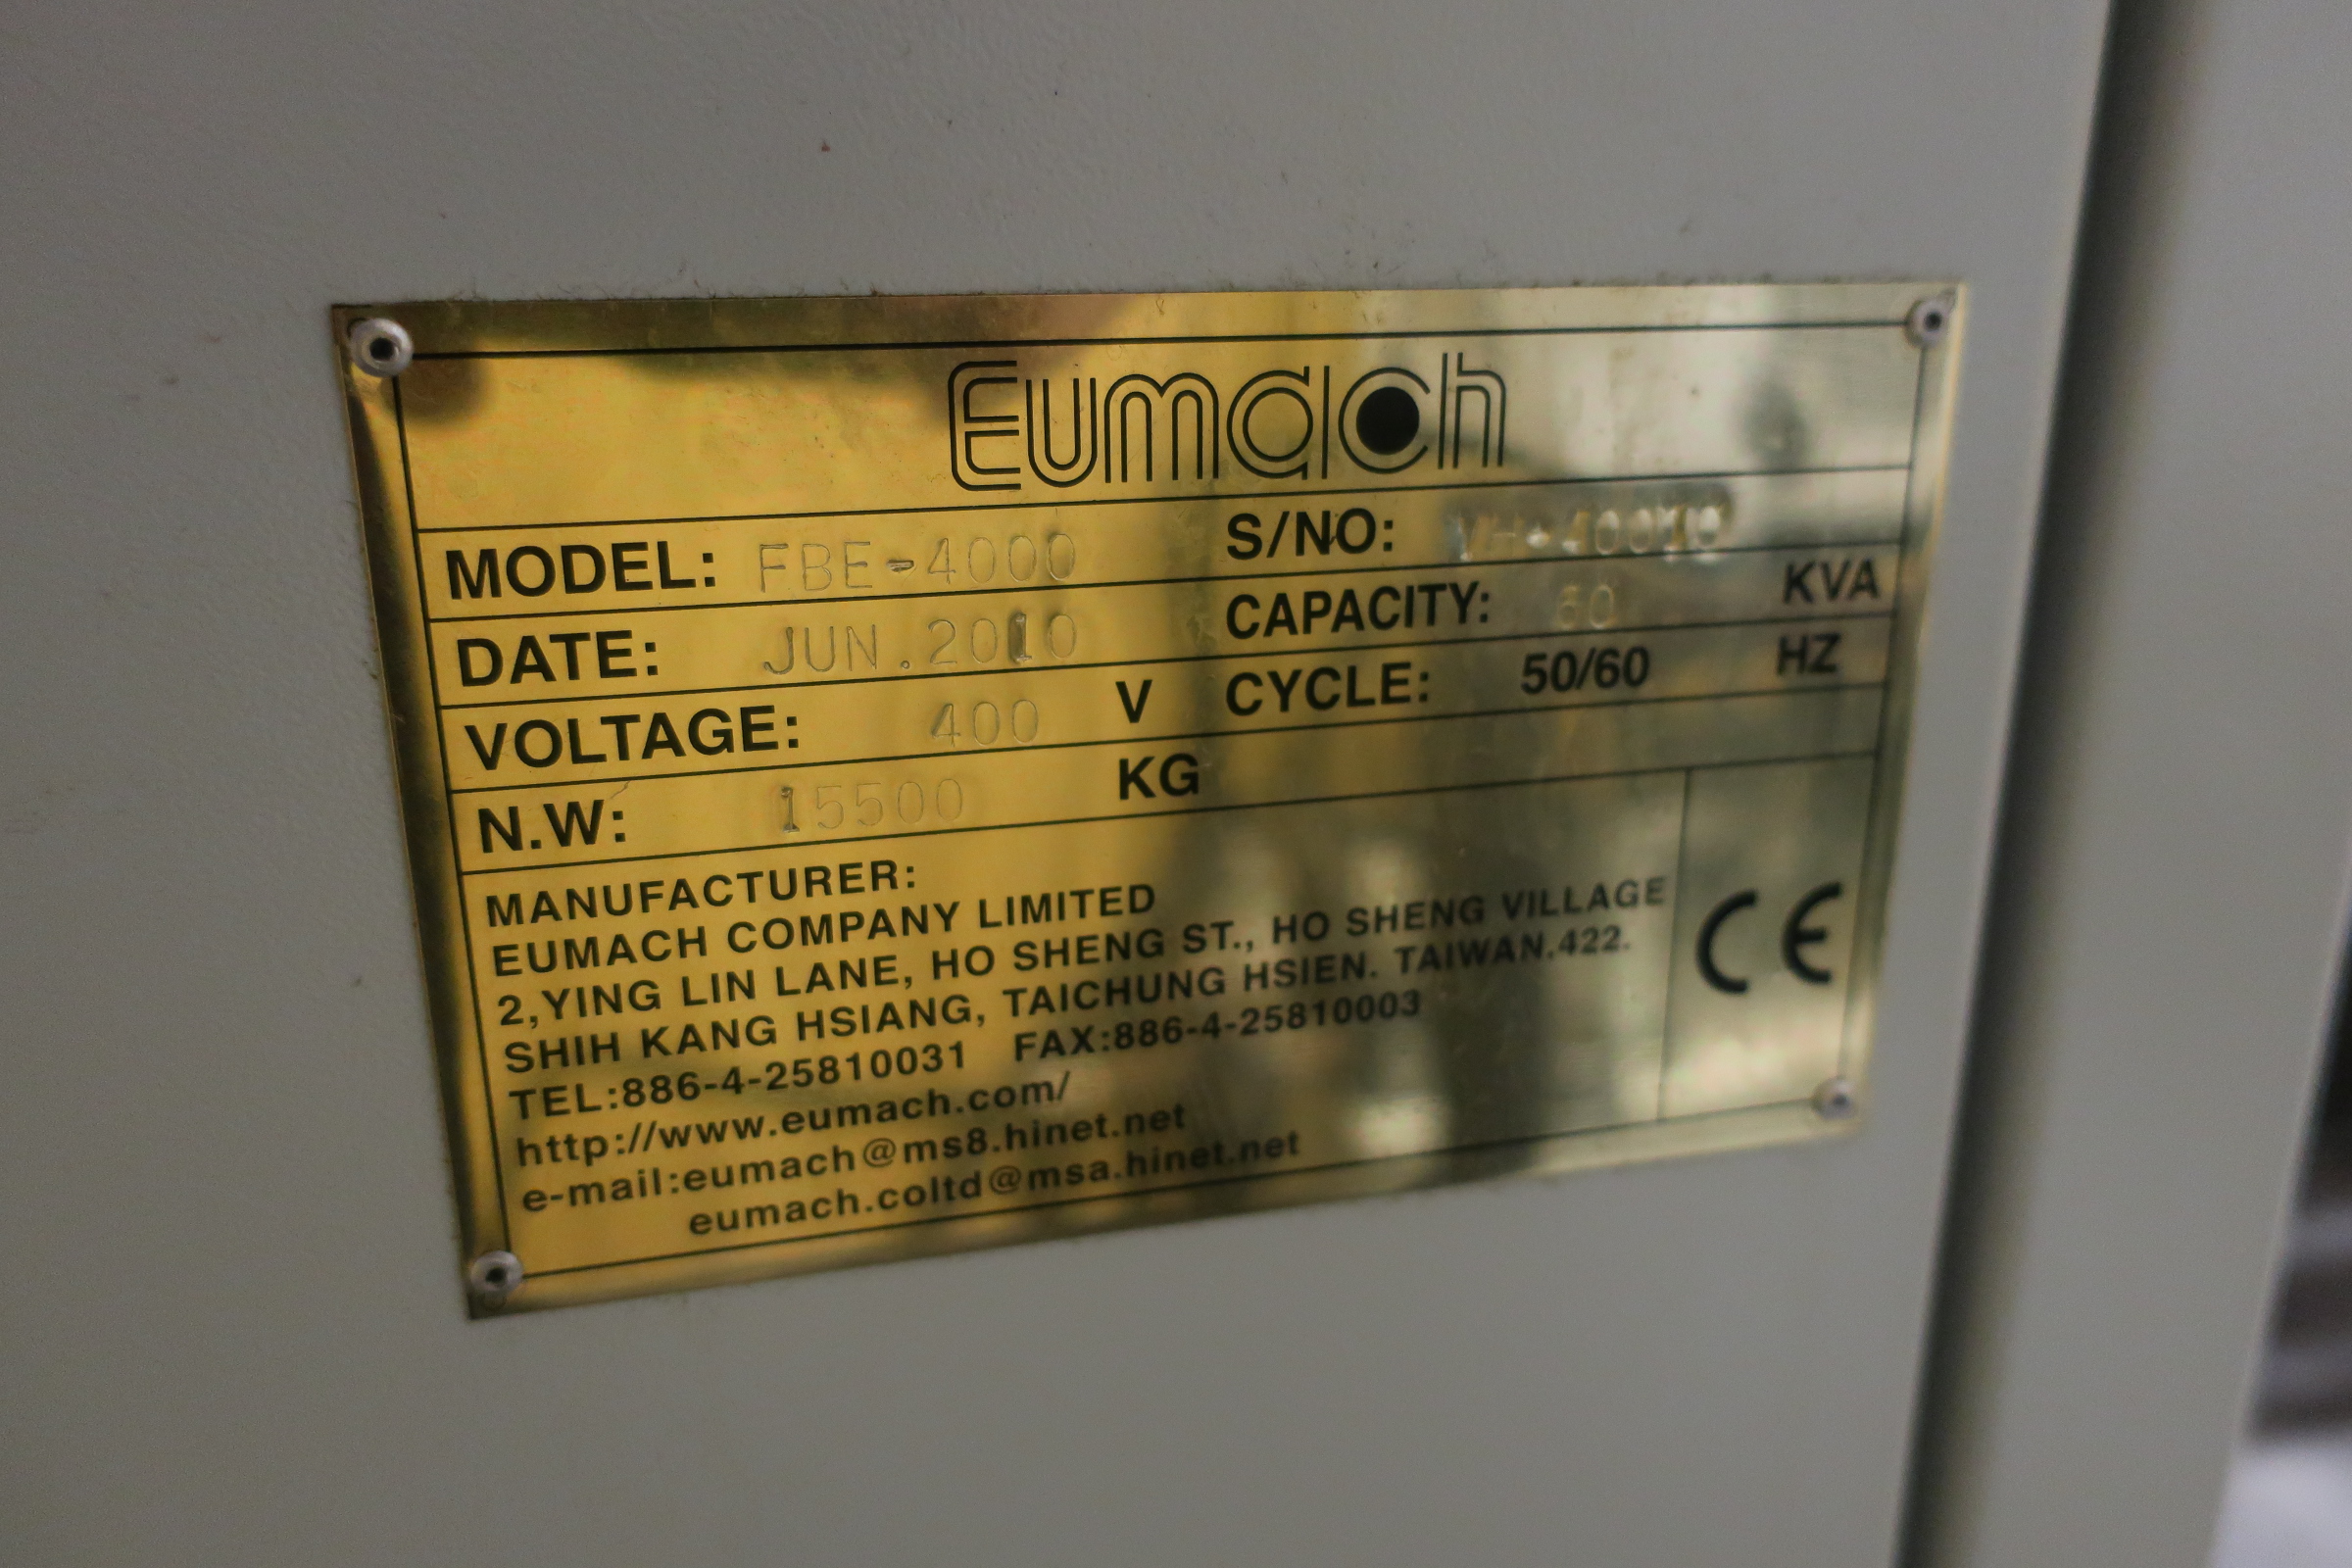 Eumach
MODEL: FBE-4000 S/NO:
DATE: JUN.2010 CAPACITY: 60 KVA
VOLTAGE: 400 V CYCLE: 50/60 HZ
N.W: 15500 KG
MANUFACTURER:
EUMACH COMPANY LIMITED
2,YING LIN LANE, HO SHENG ST., HO SHENG VILLAGE
SHIH KANG HSIANG, TAICHUNG HSIEN. TAIWAN.422.
TEL:886-4-25810031 FAX:886-4-25810003
http://www.eumach.com/
e-mail:eumach@ms8.hinet.net
eumach.coltd@msa.hinet.net
CE